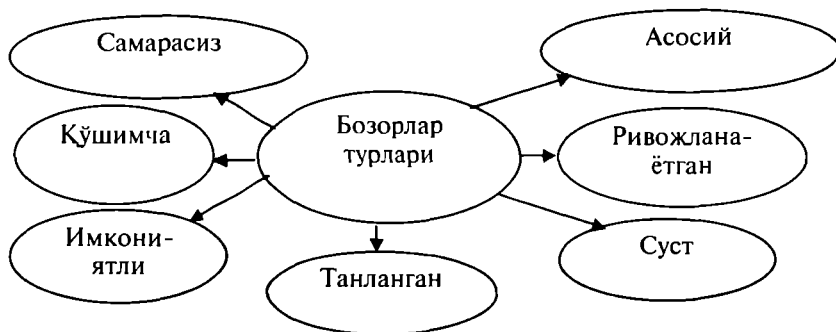 Самарасиз
Асосий
Бозорлар
турлари
Қўшимча
Ривожлана-
ётган
Имкони-
ятли
Танланган
Суст